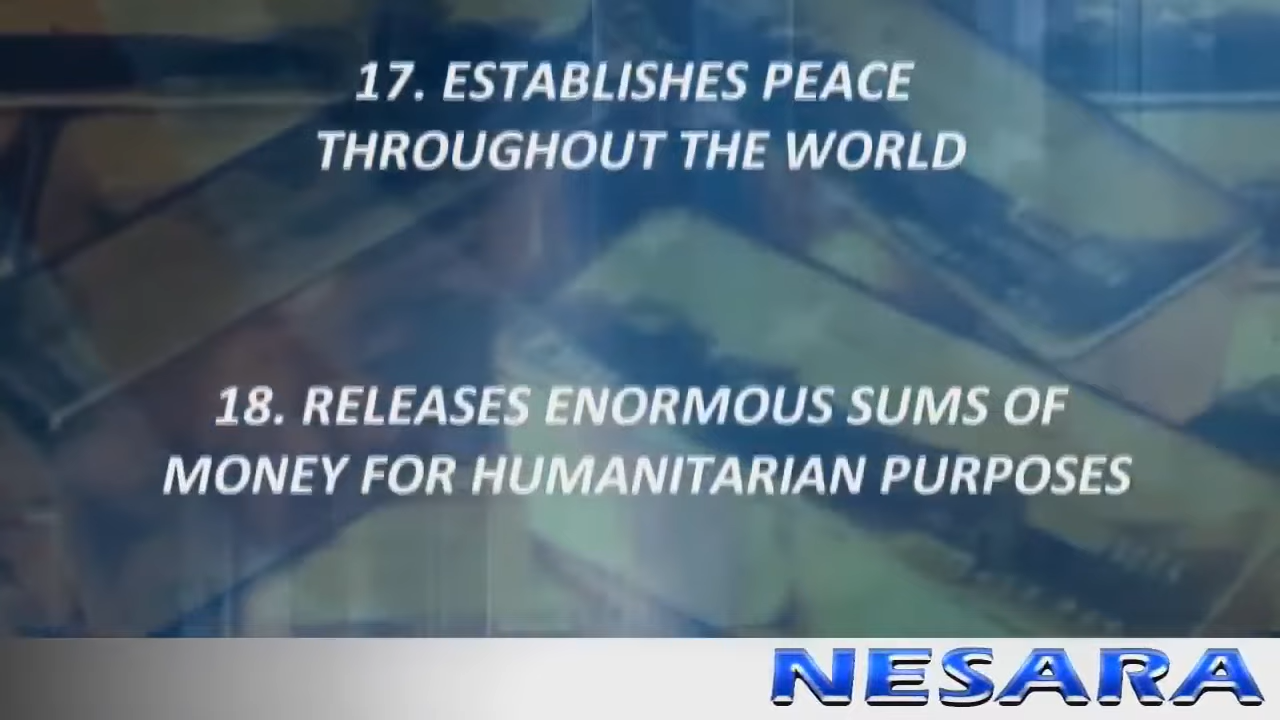 17. ESTABLISHES PEACE
THROUGHOUT THE WORLD
18. RELEASES ENORMOUS SUMS OF
MONEY FOR HUMANITARIAN PURPOSES
NESARA